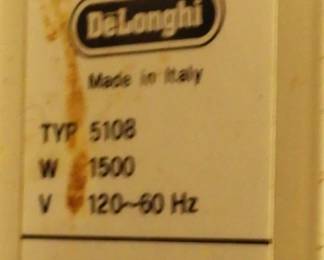 DeLonghi
Made in Italy
TYP 5108
W 1500
V 120~60 Hz